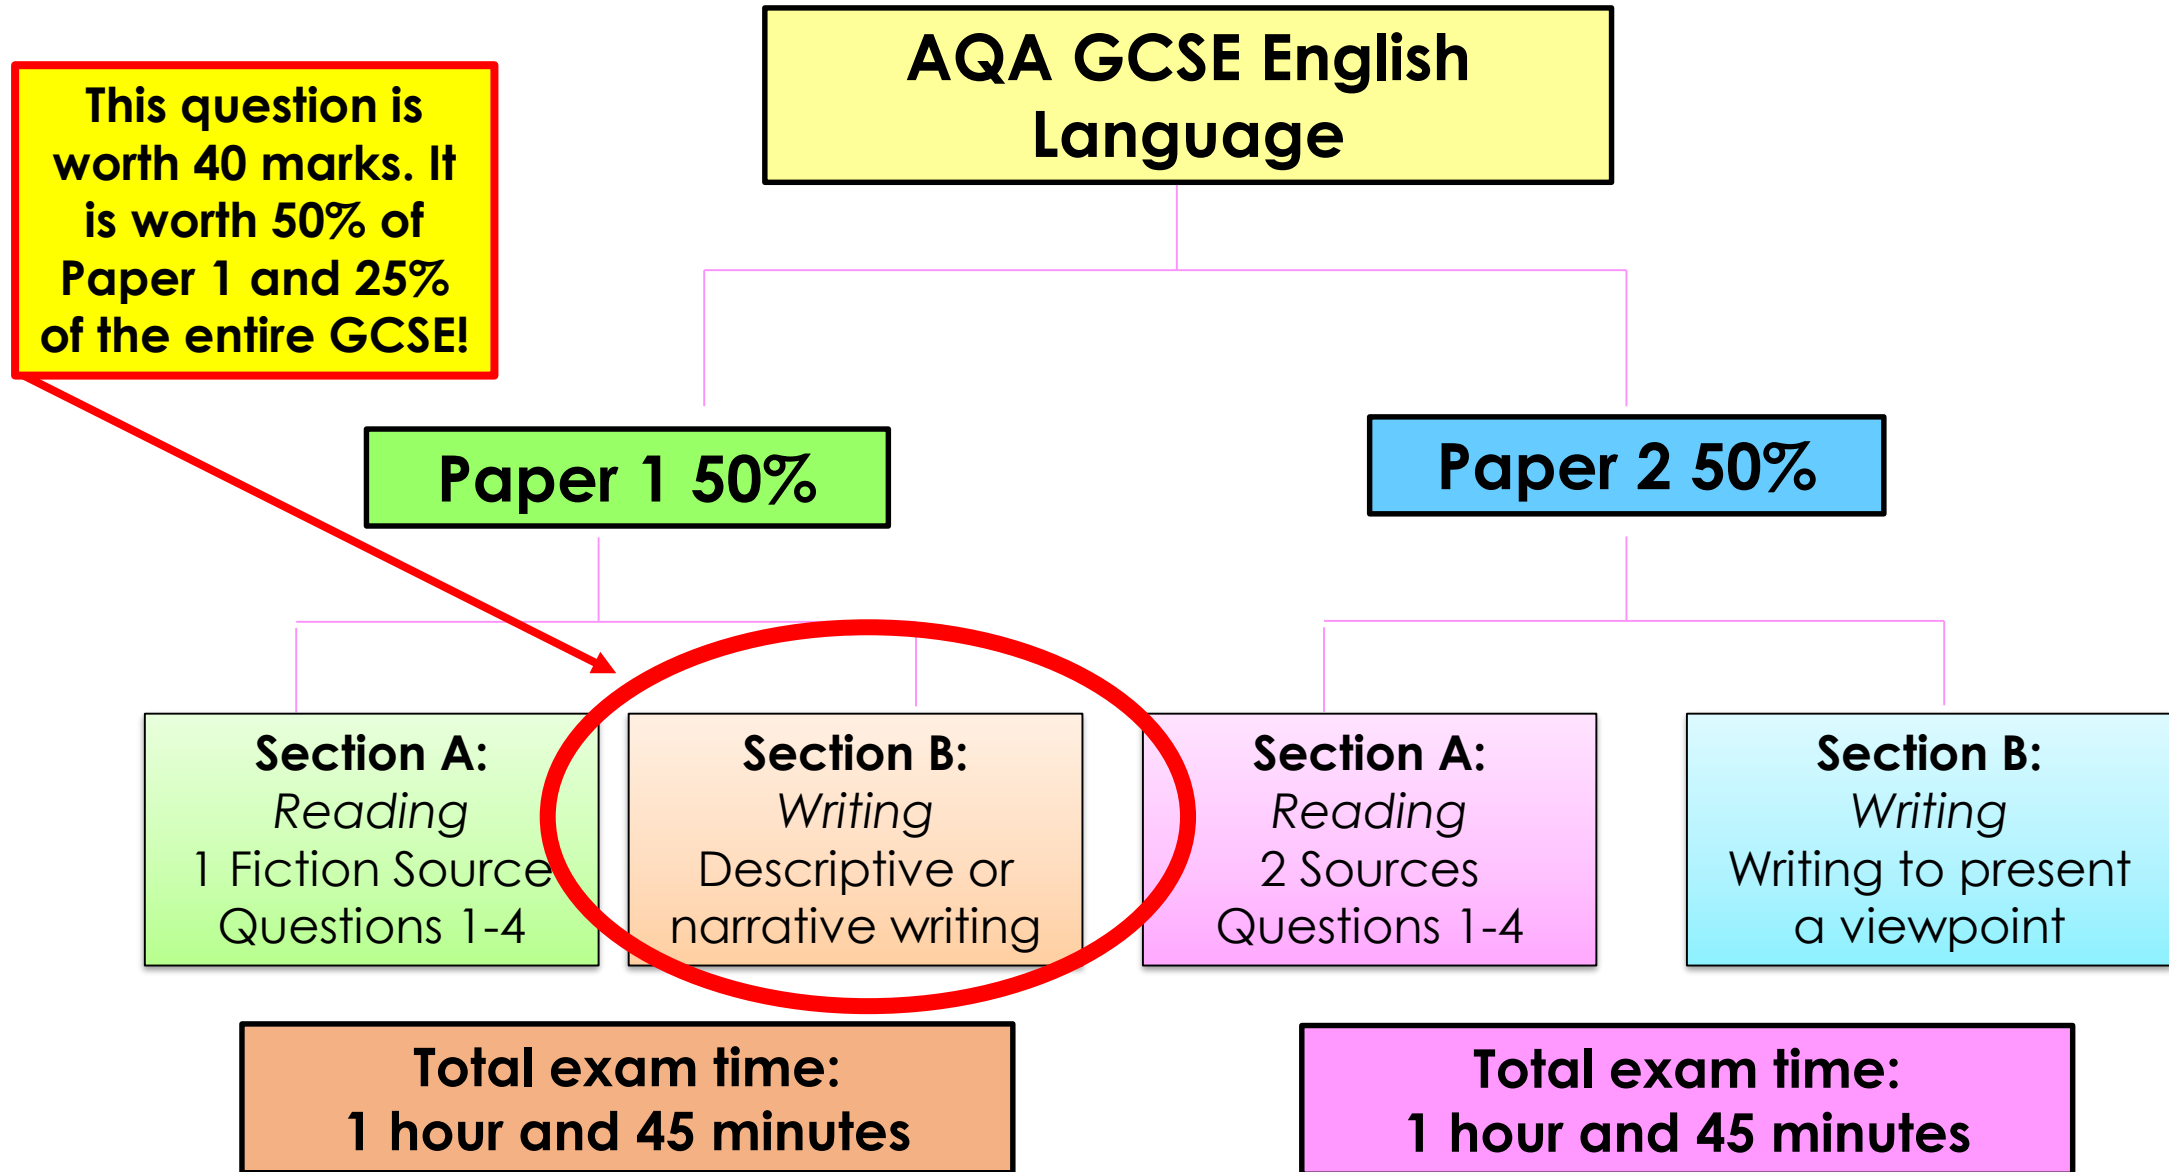 AQA GCSE English
Language
This question is
worth 40 marks. It
is worth 50% of
Paper 1 and 25%
of the entire GCSE!
Paper 1 50%
Paper 2 50%
Section A:
Reading
1 Fiction Source
Questions 1-4
Section B:
Writing
Descriptive or
narrative writing
Section A:
Reading
2 Sources
Questions 1-4
Section B:
Writing
Writing to present
a viewpoint
Total exam time:
1 hour and 45 minutes
Total exam time:
1 hour and 45 minutes